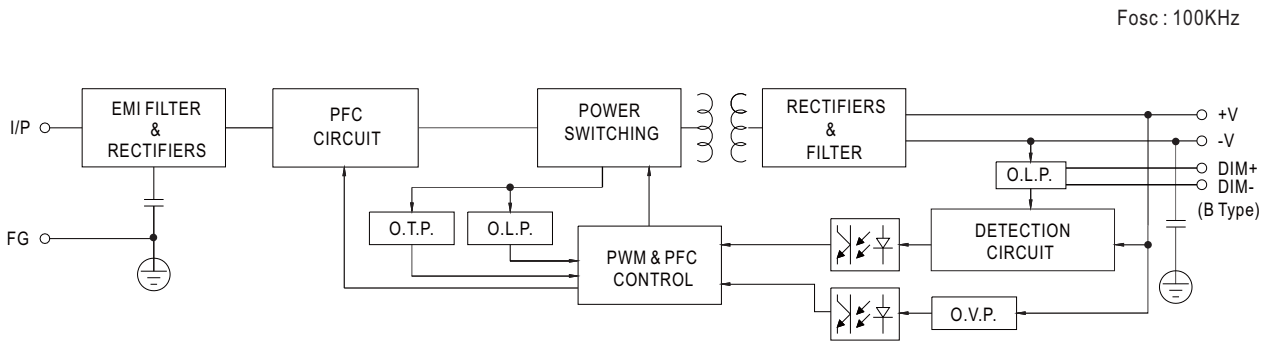 Fosc : 100KHz
I/P
EMI FILTER
&
RECTIFIERS
PFC
CIRCUIT
POWER
SWITCHING
RECTIFIERS
&
FILTER
+V
-V
DIM+
DIM-
(B Type)
O.L.P.
FG
O.T.P.
O.L.P.
PWM & PFC
CONTROL
DETECTION
CIRCUIT
O.V.P.